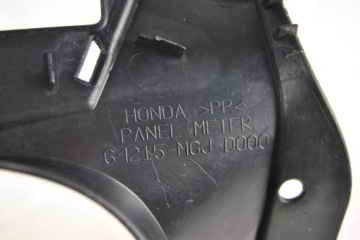 HONDA >PP<
PANEL, METER
64215-MGJ-D000